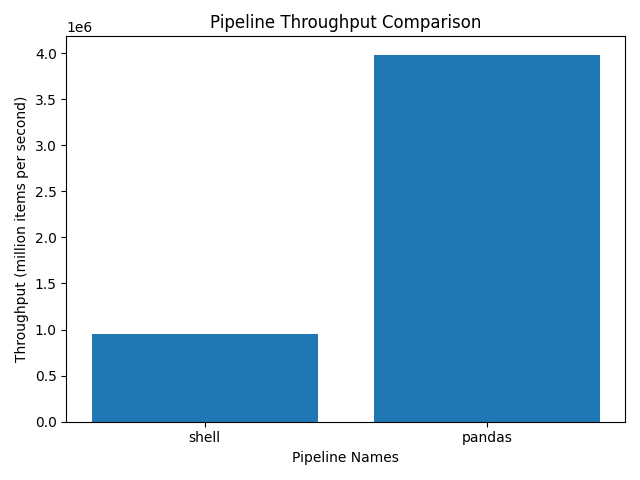 Pipeline Throughput Comparison
1e6
4.0
3.5
3.0
2.5
2.0
1.5
1.0
0.5
0.0
Throughput (million items per second)
shell
pandas
Pipeline Names